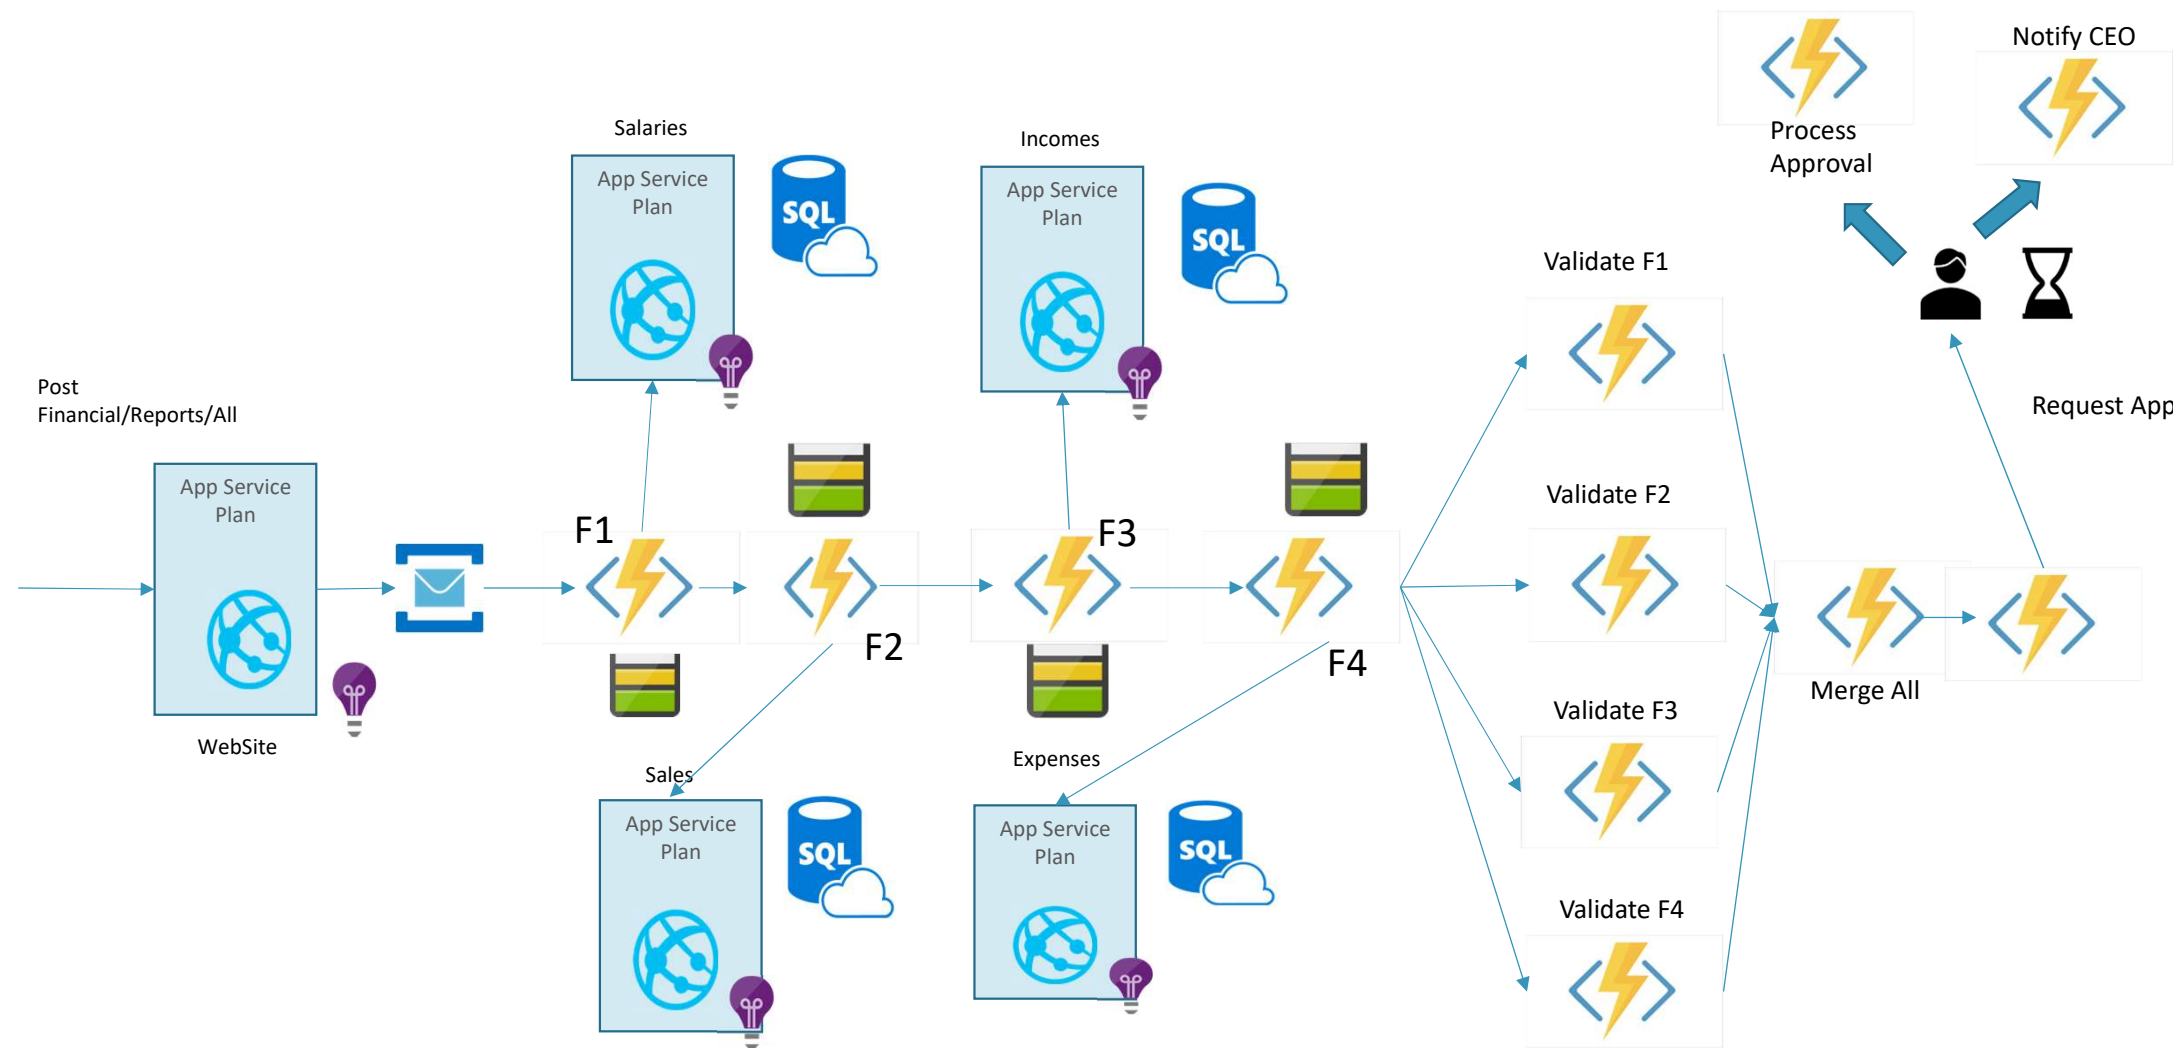 Notify CEO
Process
Approval
Salaries
App Service
Plan
SQL
Incomes
App Service
Plan
SQL
Validate F1
Post
Financial/Reports/All
Request App
App Service
Plan
WebSite
F1
F2
F3
F4
Validate F2
Merge All
Validate F3
Sales
App Service
Plan
SQL
Expenses
App Service
Plan
SQL
Validate F4